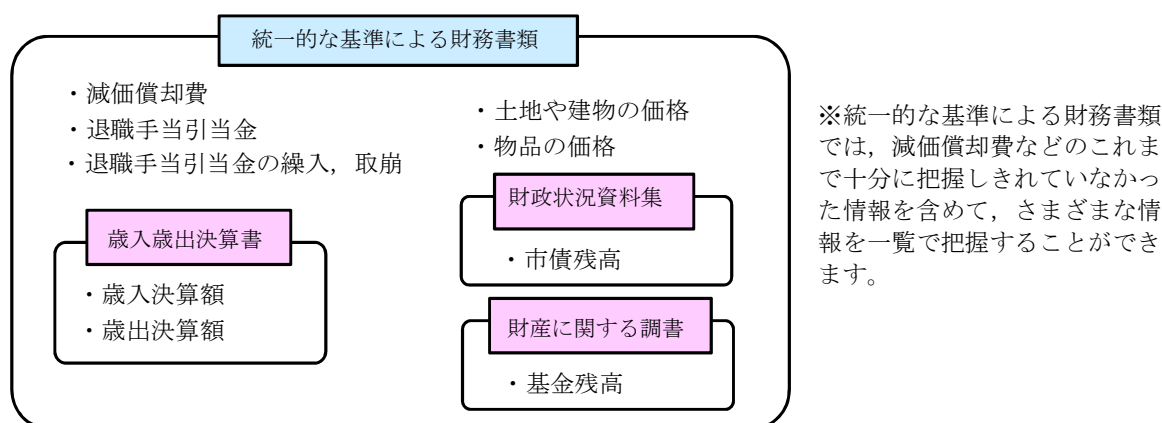 統一的な基準による財務書類
・減価償却費
・退職手当引当金
・退職手当引当金の繰入，取崩
歳入歳出決算書
・歳入決算額
・歳出決算額
・土地や建物の価格
・物品の価格
財政状況資料集
・市債残高
財産に関する調書
・基金残高
※統一的な基準による財務書類
では，減価償却費などのこれま
で十分に把握しきれていなかっ
た情報を含めて，さまざまな情
報を一覧で把握することができ
ます。